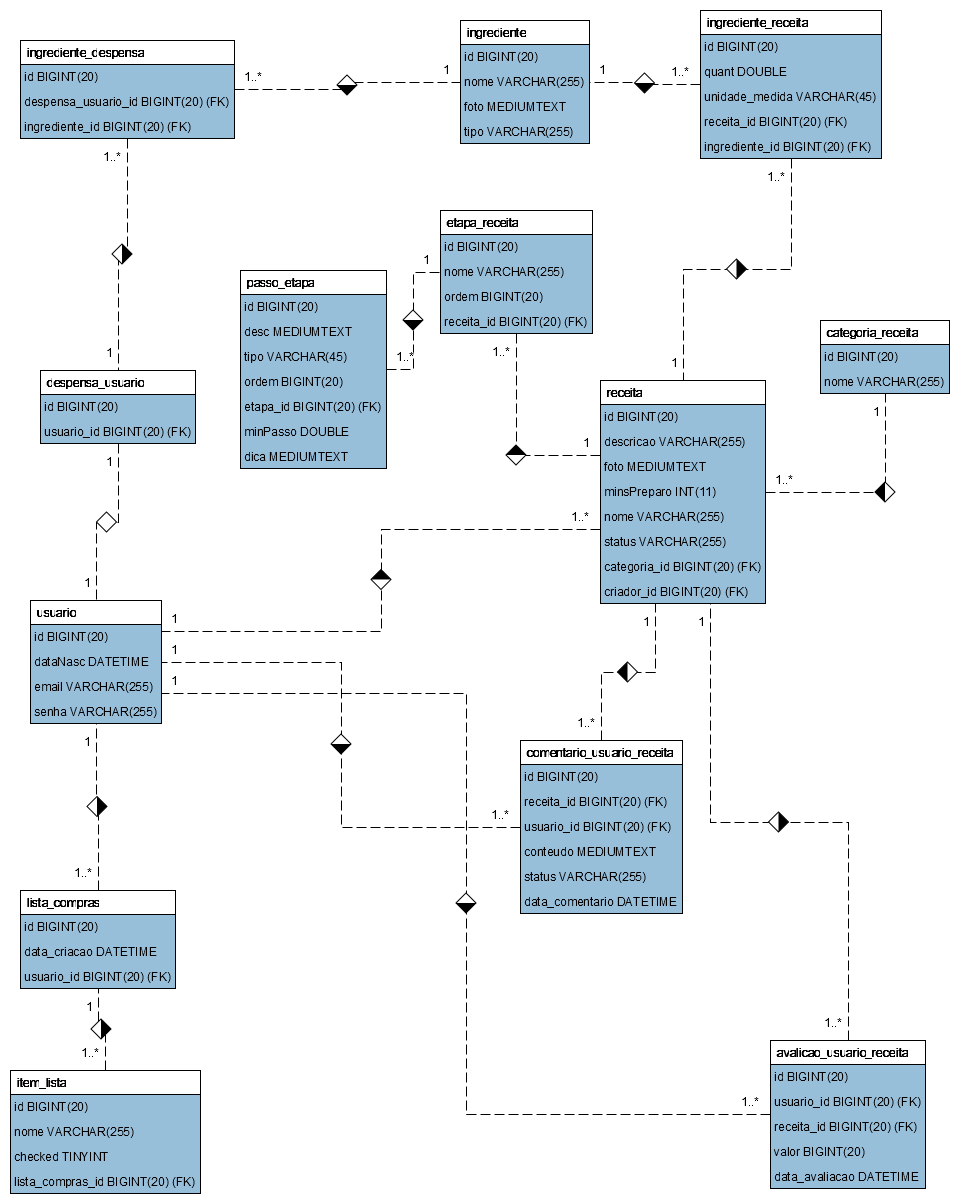 ingrediente_despensa
id BIGINT(20)
despensa_usuario_id BIGINT(20) (FK)
ingrediente_id BIGINT(20) (FK)
1..*
1
ingrediente
id BIGINT(20)
nome VARCHAR(255)
foto MEDIUMTEXT
tipo VARCHAR(255)
1
1..*
ingrediente_receita
id BIGINT(20)
quant DOUBLE
unidade_medida VARCHAR(45)
receita_id BIGINT(20) (FK)
ingrediente_id BIGINT(20) (FK)
1..*
1..*
etapa_receita
id BIGINT(20)
nome VARCHAR(255)
ordem BIGINT(20)
receita_id BIGINT(20) (FK)
1
1..*
1..*
passo_etapa
id BIGINT(20)
desc MEDIUMTEXT
tipo VARCHAR(45)
ordem BIGINT(20)
etapa_id BIGINT(20) (FK)
minPasso DOUBLE
dica MEDIUMTEXT
categoria_receita
id BIGINT(20)
nome VARCHAR(255)
1
1
despensa_usuario
id BIGINT(20)
usuario_id BIGINT(20) (FK)
1
1
receita
id BIGINT(20)
descricao VARCHAR(255)
foto MEDIUMTEXT
minsPreparo INT(11)
nome VARCHAR(255)
status VARCHAR(255)
categoria_id BIGINT(20) (FK)
criador_id BIGINT(20) (FK)
1
1..*
1..*
1
1
1
usuario
id BIGINT(20)
dataNasc DATETIME
email VARCHAR(255)
senha VARCHAR(255)
1
1
1
1
1..*
comentario_usuario_receita
id BIGINT(20)
receita_id BIGINT(20) (FK)
usuario_id BIGINT(20) (FK)
conteudo MEDIUMTEXT
status VARCHAR(255)
data_comentario DATETIME
1..*
1..*
lista_compras
id BIGINT(20)
data_criacao DATETIME
usuario_id BIGINT(20) (FK)
1
1..*
item_lista
id BIGINT(20)
nome VARCHAR(255)
checked TINYINT
lista_compras_id BIGINT(20) (FK)
1..*
1..*
avalicao_usuario_receita
id BIGINT(20)
usuario_id BIGINT(20) (FK)
receita_id BIGINT(20) (FK)
valor BIGINT(20)
data_avaliacao DATETIME